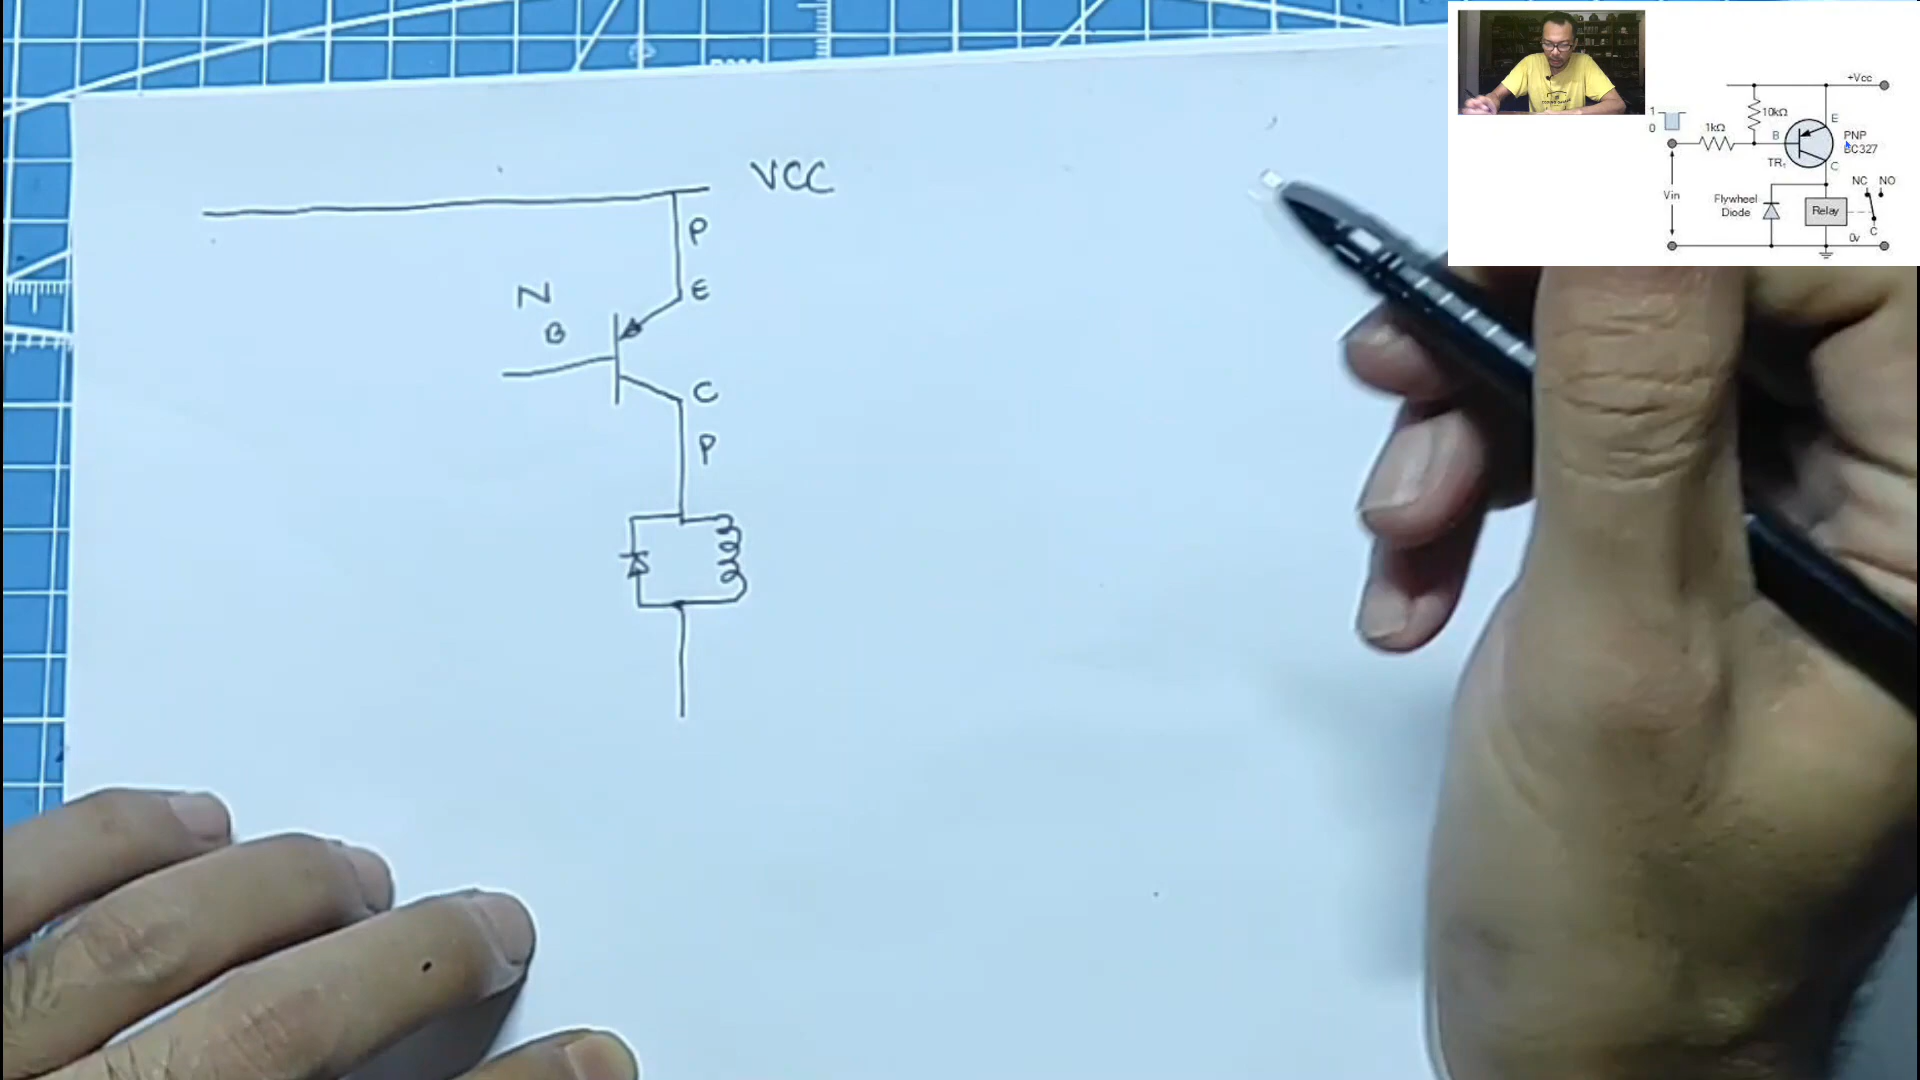 VCC
P
E
N
B
C
P
+Vcc
1
0
1kΩ
10kΩ
B
E
PNP
BC327
TR1
C
Vin
Flywheel
Diode
Relay
NC NO
C
0v